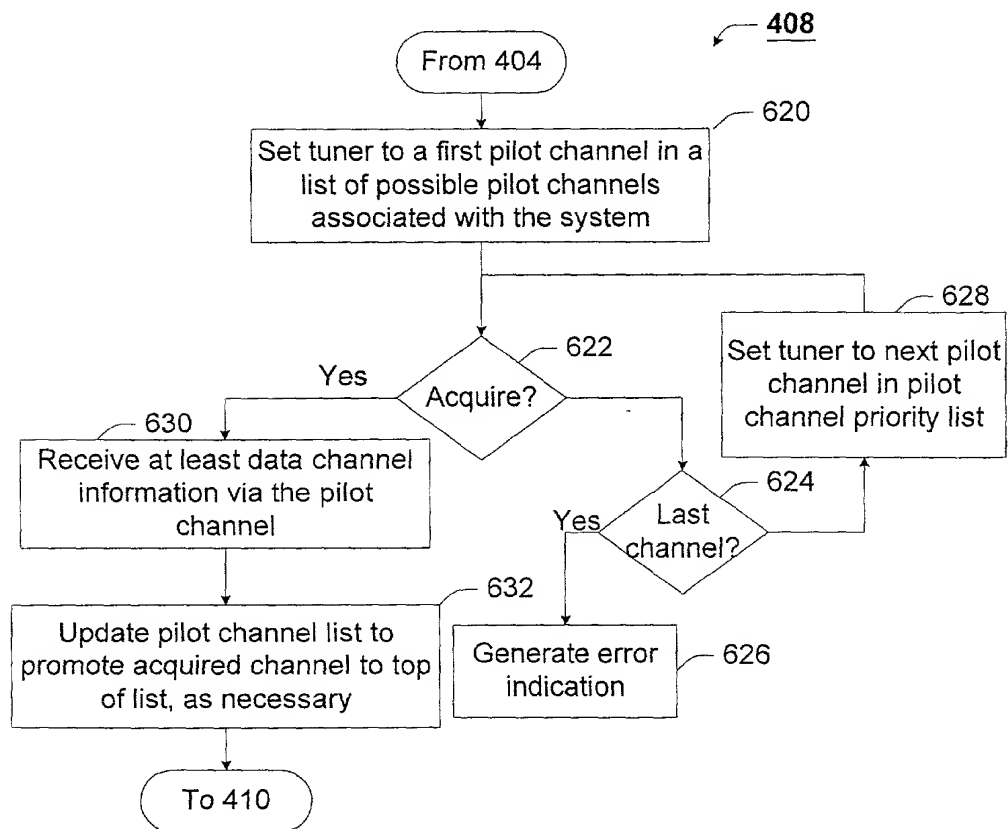 408
From 404
620
Set tuner to a first pilot channel in a
list of possible pilot channels
associated with the system
628
Set tuner to next pilot
channel in pilot
channel priority list
622
Yes
Acquire?
630
Receive at least data channel
information via the pilot
channel
624
Yes
Last
channel?
632
Update pilot channel list to
promote acquired channel to top
of list, as necessary
Generate error
indication
626
To 410